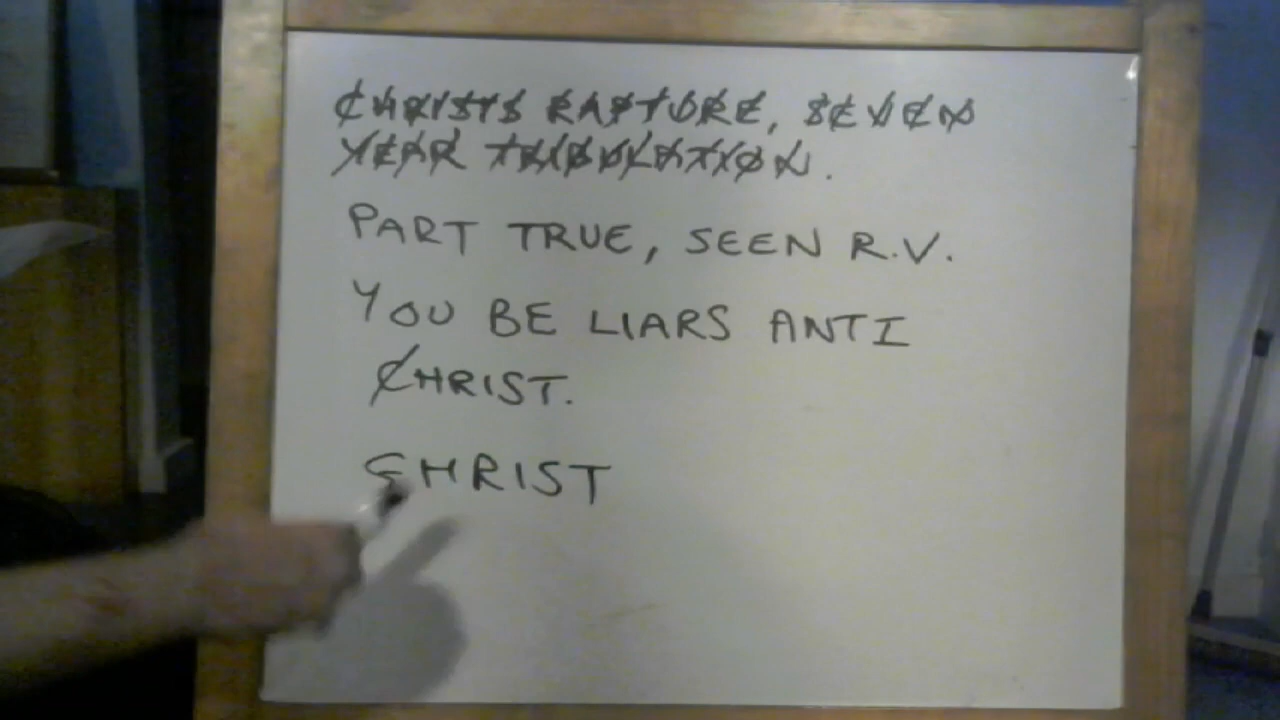 CHRISTS RAPTURE, SEVEN
YEAR TRIBULATION.
PART TRUE, SEEN R.V.
YOU BE LIARS ANTI
CHRIST.
CHRIST